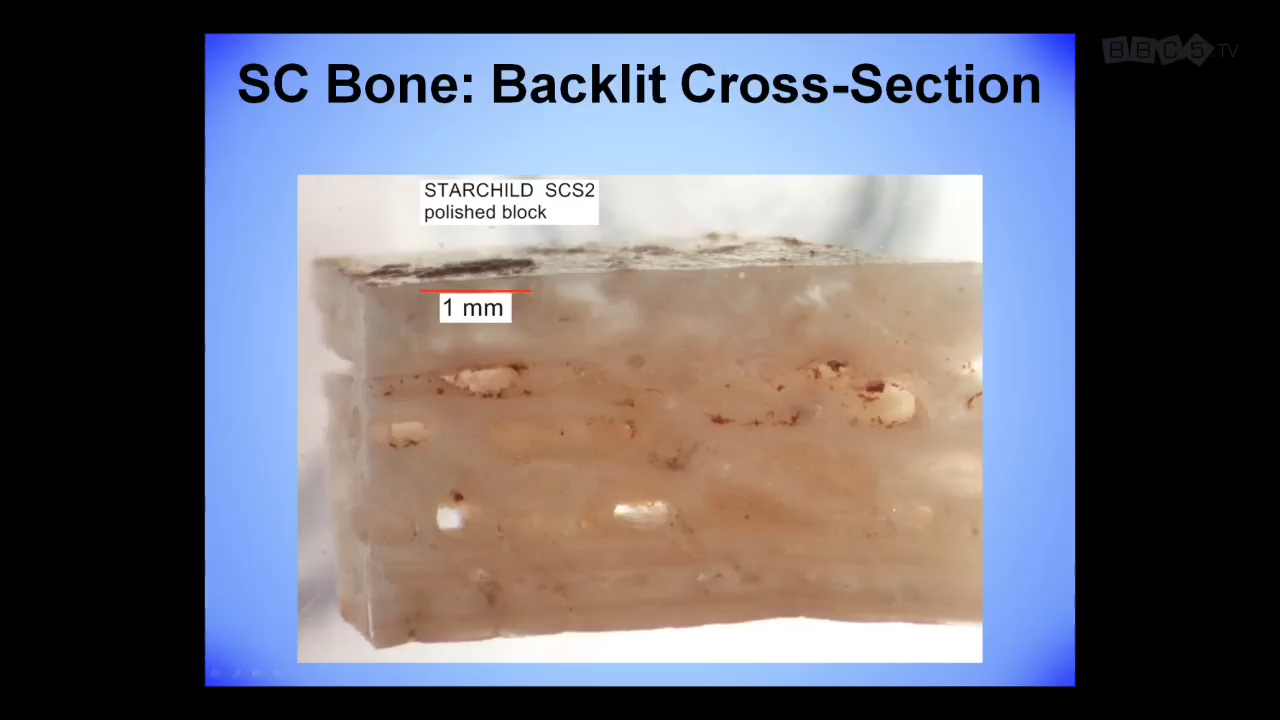 BBC5.TV
SC Bone: Backlit Cross-Section
STARCHILD SCS2
polished block
1 mm